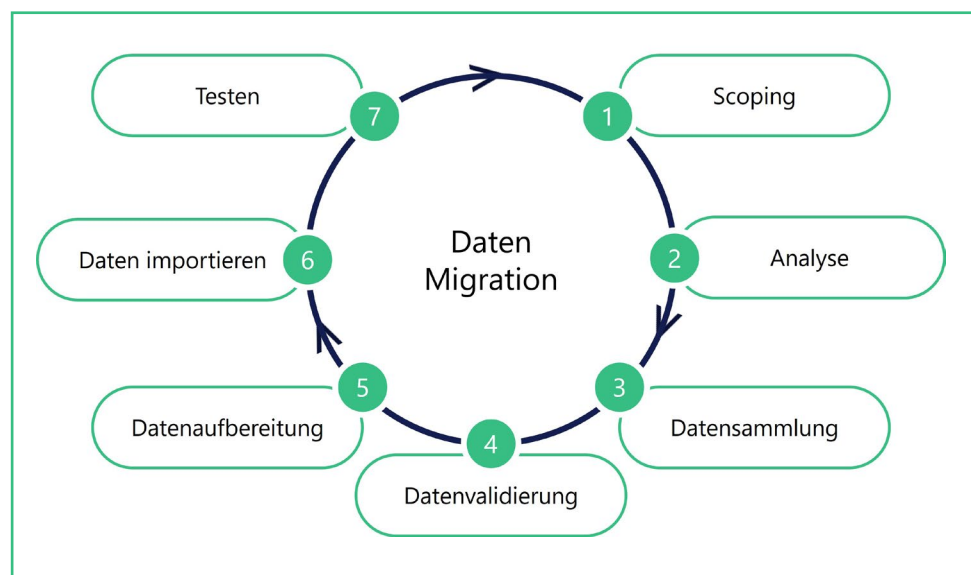 Daten
Migration
1
Scoping
2
Analyse
3
Datensammlung
4
Datenvalidierung
5
Datenaufbereitung
6
Daten importieren
7
Testen